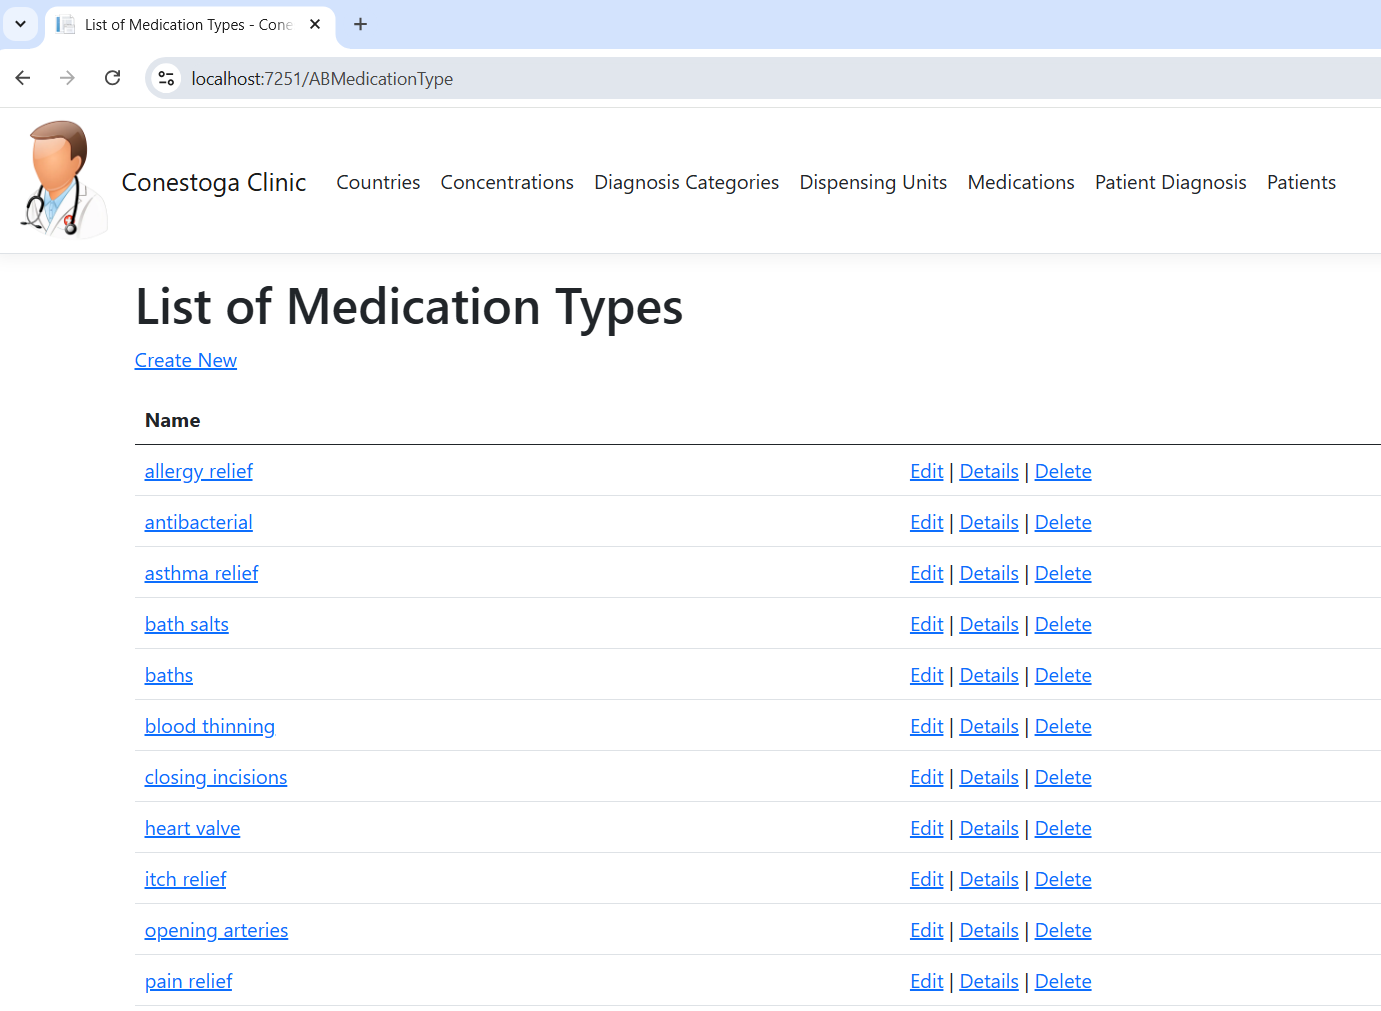 List of Medication Types - Cone
localhost:7251/ABMedicationType
Conestoga Clinic Countries Concentrations Diagnosis Categories Dispensing Units Medications Patient Diagnosis Patients
List of Medication Types
Create New
Name
allergy relief Edit | Details | Delete
antibacterial Edit | Details | Delete
asthma relief Edit | Details | Delete
bath salts Edit | Details | Delete
baths Edit | Details | Delete
blood thinning Edit | Details | Delete
closing incisions Edit | Details | Delete
heart valve Edit | Details | Delete
itch relief Edit | Details | Delete
opening arteries Edit | Details | Delete
pain relief Edit | Details | Delete